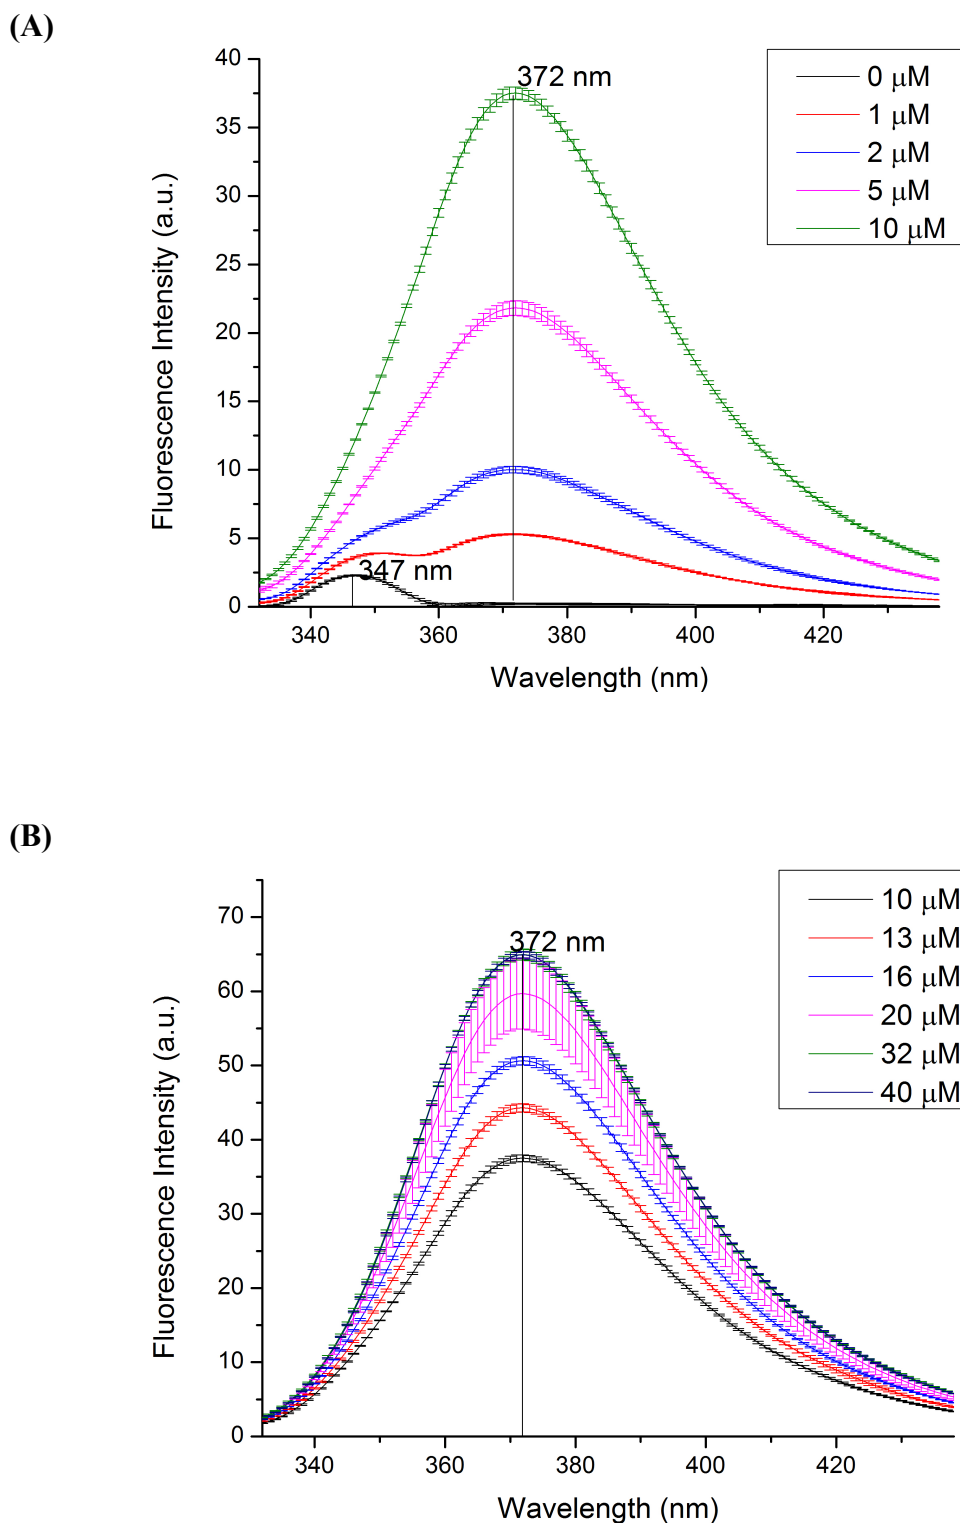 (A)
40
35
30
25
20
15
10
5
0
Fluorescence Intensity (a.u.)
372 nm
347 nm
0 μM
1 μM
2 μM
5 μM
10 μM
340 360 380 400 420
Wavelength (nm)
(B)
70
60
50
40
30
20
10
0
Fluorescence Intensity (a.u.)
372 nm
10 μM
13 μM
16 μM
20 μM
32 μM
40 μM
340 360 380 400 420
Wavelength (nm)